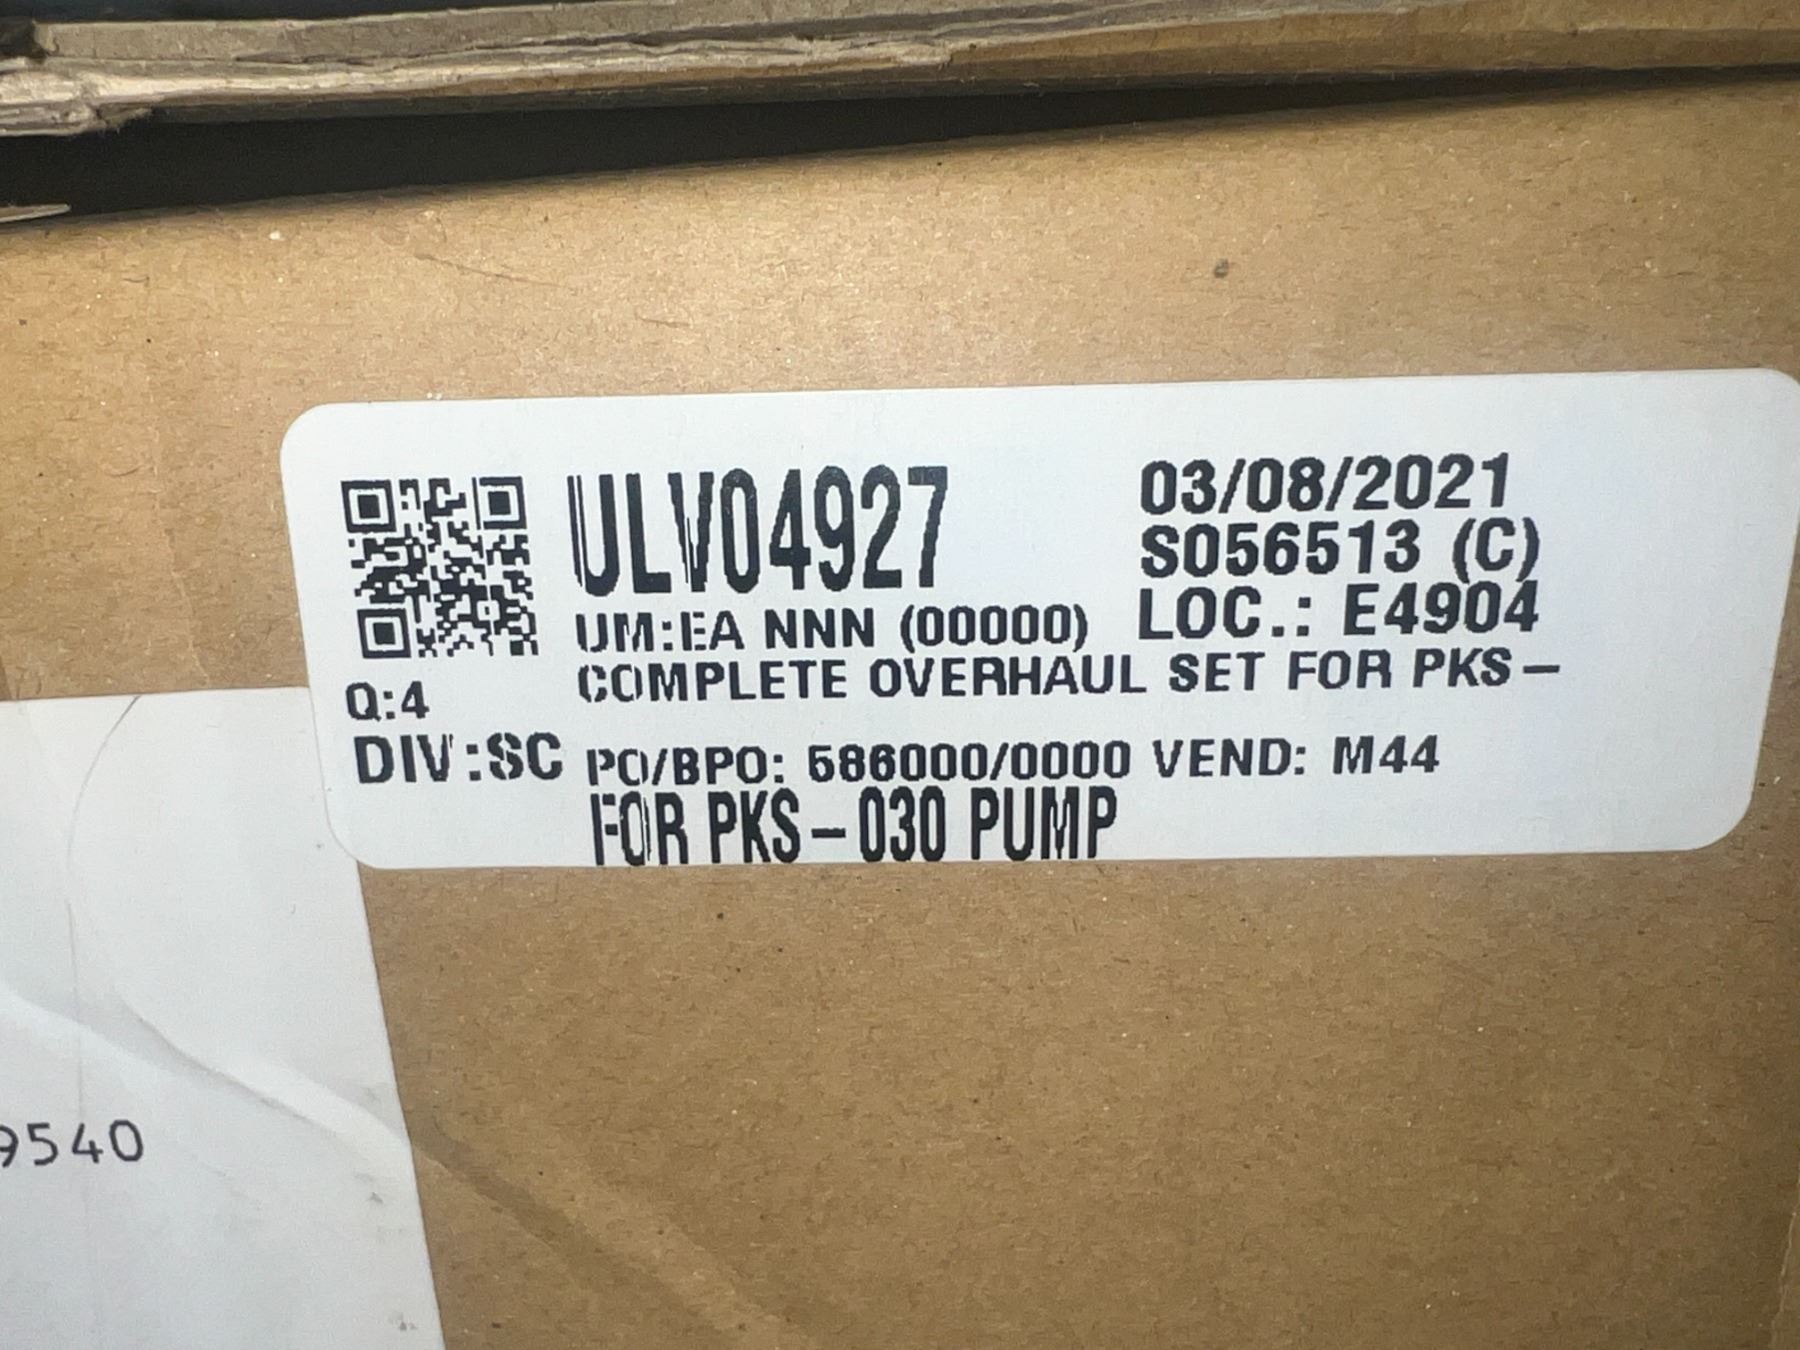 ULV04927
03/08/2021
S056513 (C)
UM:EA NNN (00000)
LOC.: E4904
COMPLETE OVERHAUL SET FOR PKS-
Q:4
DIV:SC
PO/BPO: 586000/0000 VEND: M44
FOR PKS-030 PUMP
9540